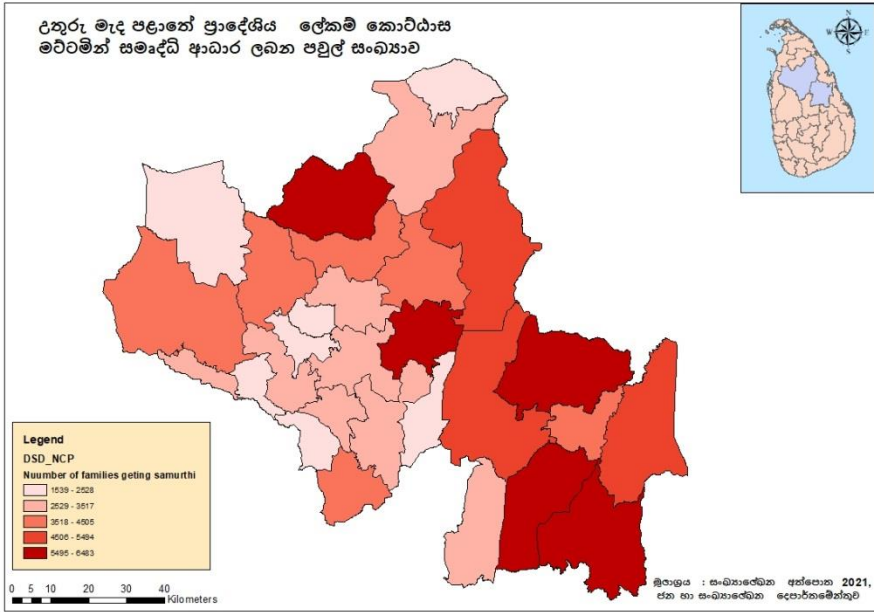 උතුරු මැද පළාතේ ප්‍රාදේශීය ලේකම් කොට්ඨාස
මට්ටමින් සමෘද්ධි ආධාර ලබන පවුල් සංඛ්‍යාව
N
W E
S
Legend
DSD_NCP
Nuumber of families geting samurthi
1539 - 2528
2529 - 3517
3518 - 4505
4506 - 5494
5495 - 6483
0 5 10 20 30 40
Kilometers
මූලාශ්‍රය : සංඛ්‍යාලේඛන අත්පොත 2021,
ජන හා සංඛ්‍යාලේඛන දෙපාර්තමේන්තුව